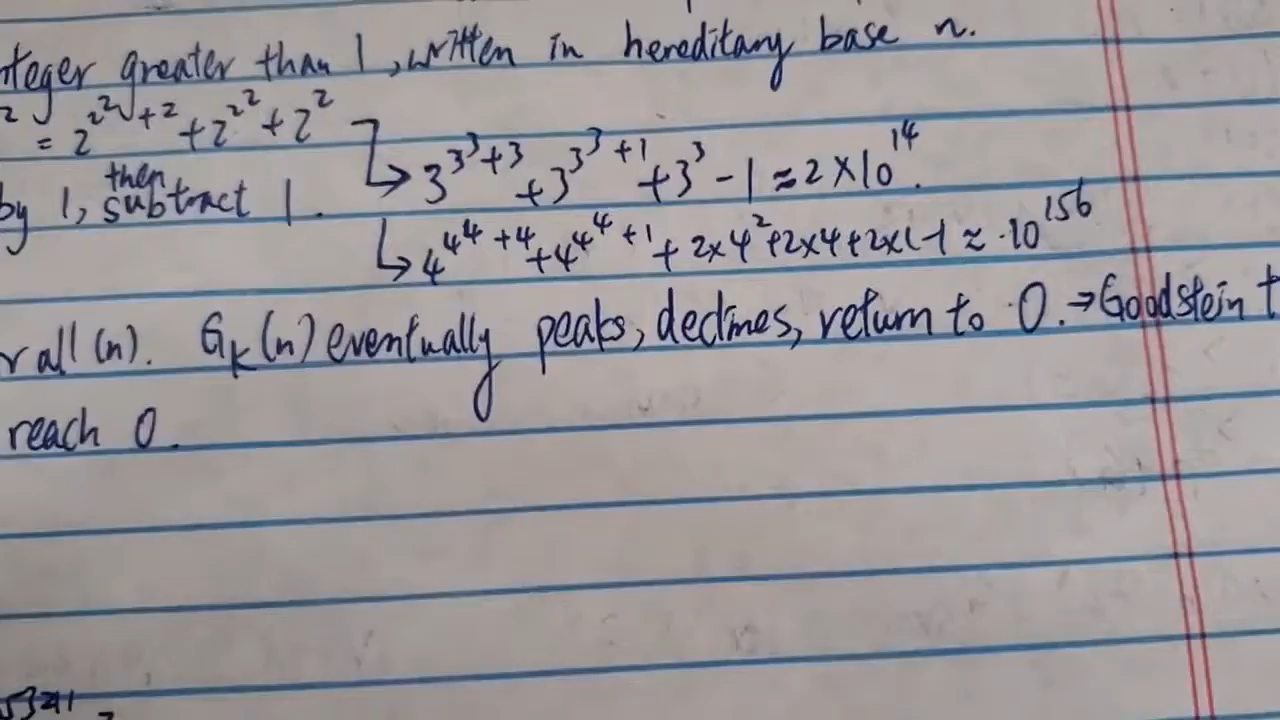 nteger greater than 1, written in hereditary base n.
2 = 2^{2^{2}+2} + 2^{2^{2}} + 2^{2}
↳ 3^{3^{3}+3} + 3^{3^{3}+1} + 3^{3} - 1 ≈ 2 × 10^{14}.
by 1, then subtract 1.
↳ 4^{4^{4}+4} + 4^{4^{4}+1} + 2×4^{2}+2×4+2×1-1 ≈ 10^{156}
r all (n). G_k(n) eventually peaks, declines, return to 0. ⇒ Goodstein t
reach 0.